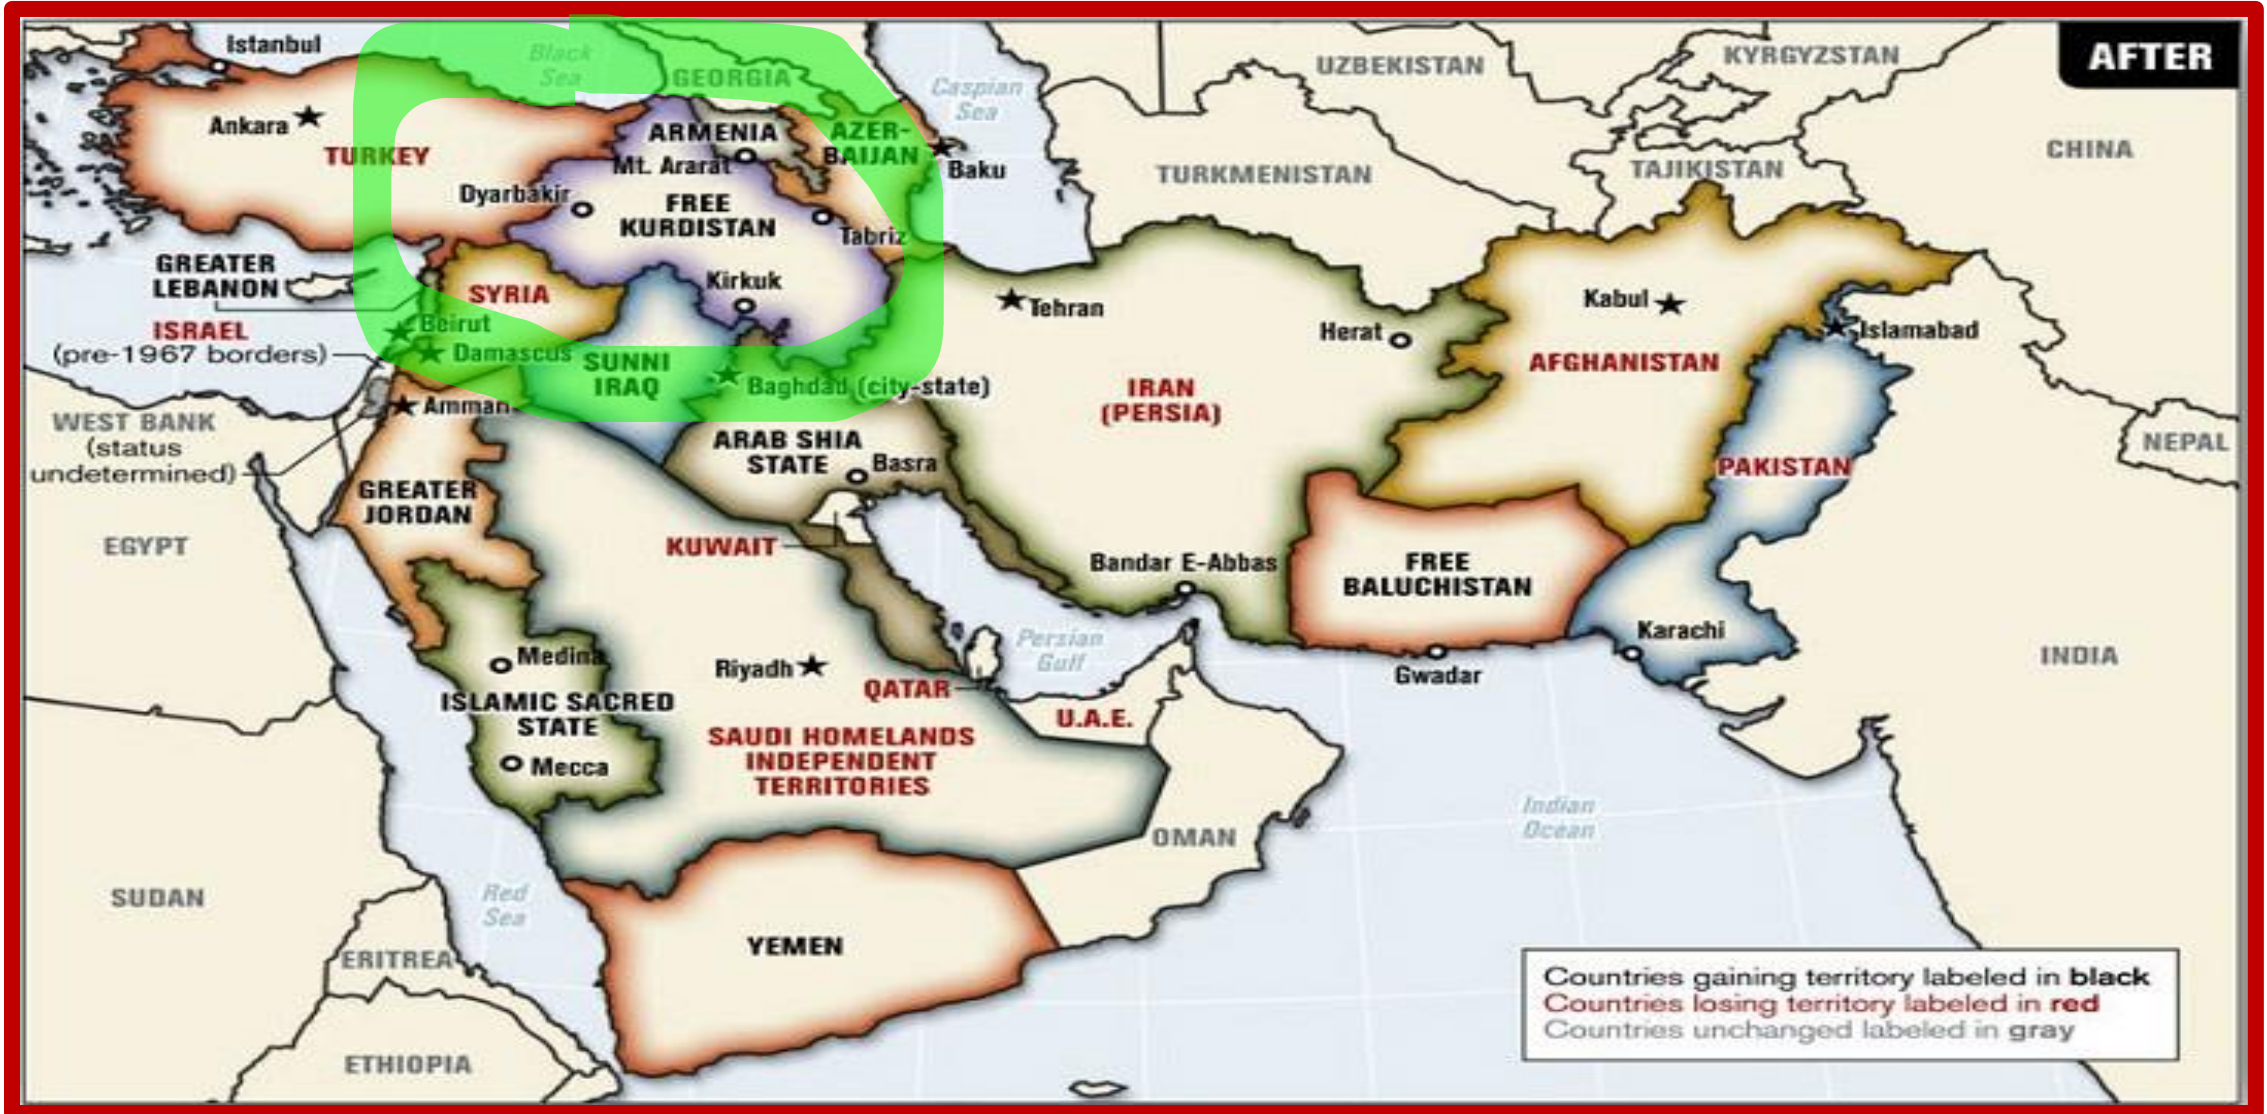 Istanbul
Black
Sea
GEORGIA
Caspian
Sea
UZBEKISTAN
KYRGYZSTAN
AFTER
Ankara
TURKEY
ARMENIA
Mt. Ararat
AZER-
BAIJAN
Baku
TURKMENISTAN
TAJIKISTAN
CHINA
Dyarbakir
FREE
KURDISTAN
Tabriz
GREATER
LEBANON
SYRIA
Kirkuk
Tehran
Herat
Kabul
Islamabad
ISRAEL
(pre-1967 borders)
Beirut
Damascus
SUNNI
IRAQ
Baghdad (city-state)
IRAN
(PERSIA)
AFGHANISTAN
WEST BANK
(status
undetermined)
Amman
ARAB SHIA
STATE
Basra
PAKISTAN
NEPAL
GREATER
JORDAN
EGYPT
KUWAIT
Bandar E-Abbas
FREE
BALUCHISTAN
Karachi
Gwadar
INDIA
Medina
Riyadh
Persian
Gulf
QATAR
U.A.E.
ISLAMIC SACRED
STATE
Mecca
SAUDI HOMELANDS
INDEPENDENT
TERRITORIES
OMAN
Indian
Ocean
SUDAN
Red
Sea
ERITREA
YEMEN
ETHIOPIA
Countries gaining territory labeled in black
Countries losing territory labeled in red
Countries unchanged labeled in gray